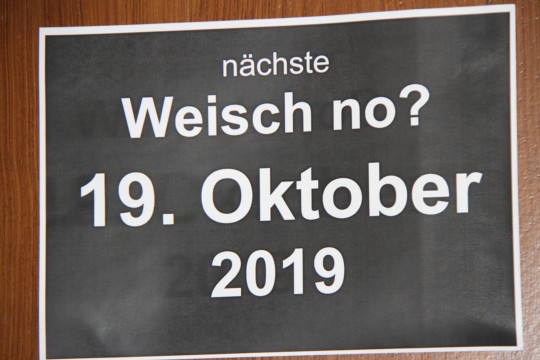 nächste
Weisch no?
19. Oktober
2019